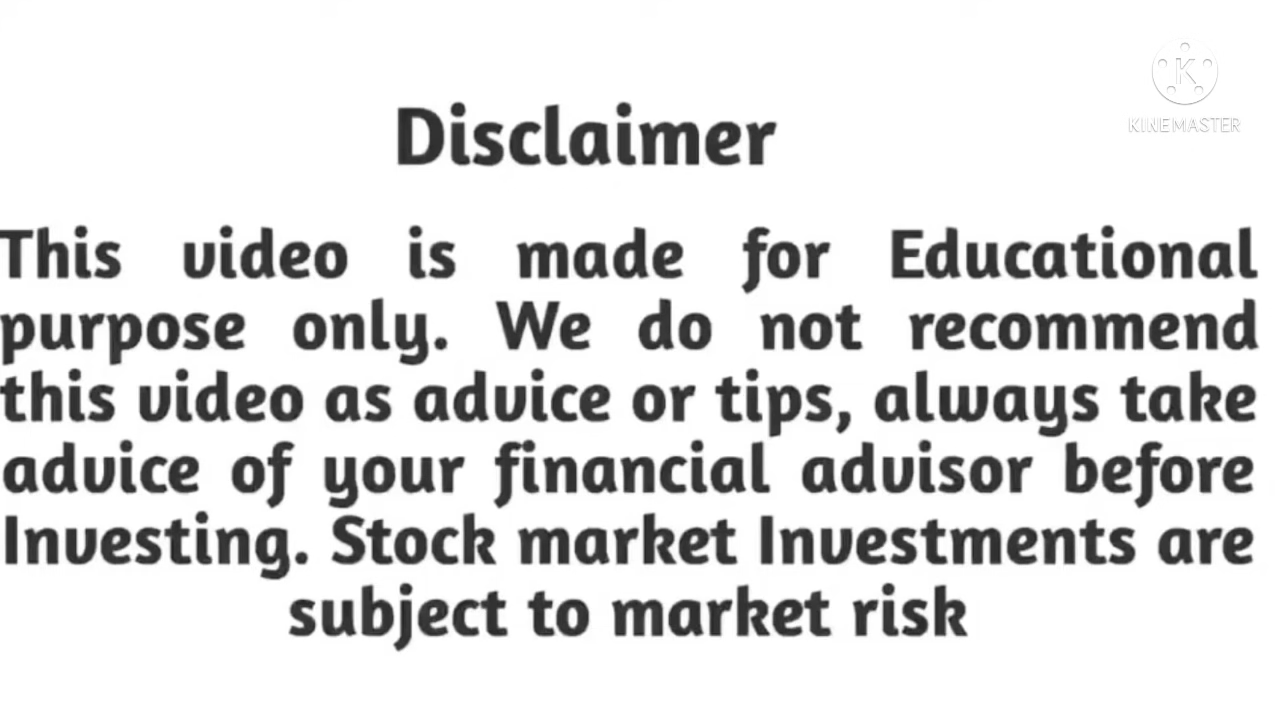 K
KINEMASTER
Disclaimer
This video is made for Educational
purpose only. We do not recommend
this video as advice or tips, always take
advice of your financial advisor before
Investing. Stock market Investments are
subject to market risk